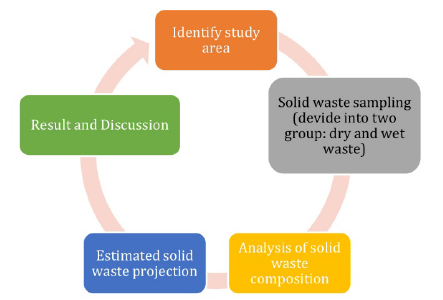 Identify study
area
Solid waste sampling
(devide into two
group: dry and wet
waste)
Analysis of solid
waste
composition
Estimated solid
waste projection
Result and Discussion